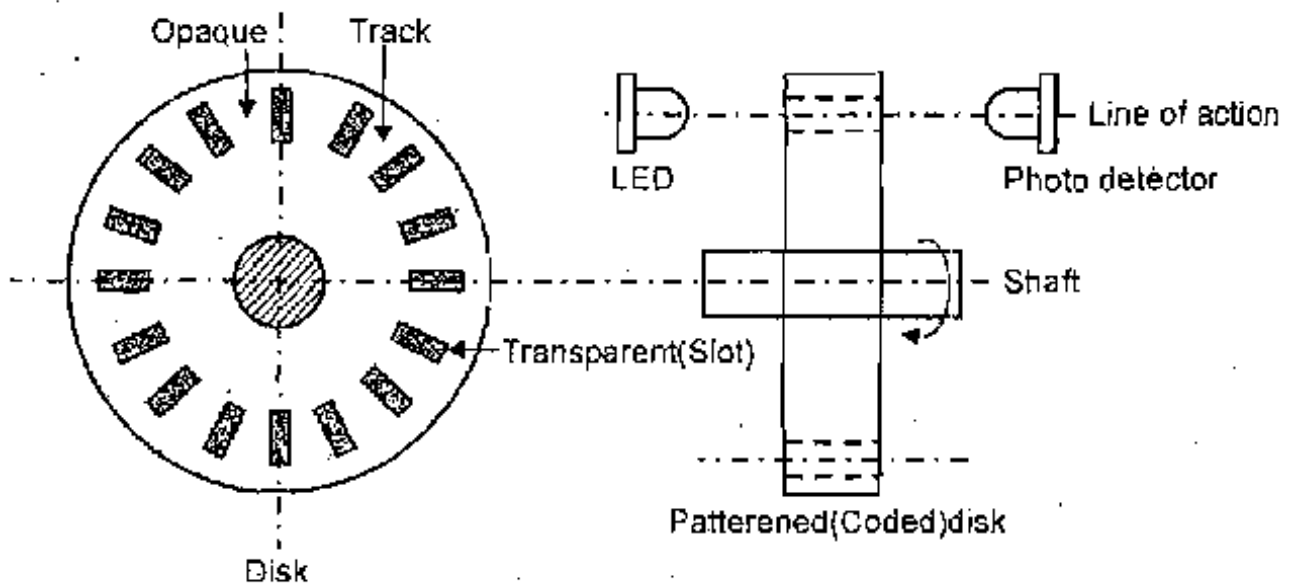 Opaque
Track
Line of action
LED
Photo detector
Shaft
Transparent(Slot)
Patterened(Coded)disk
Disk